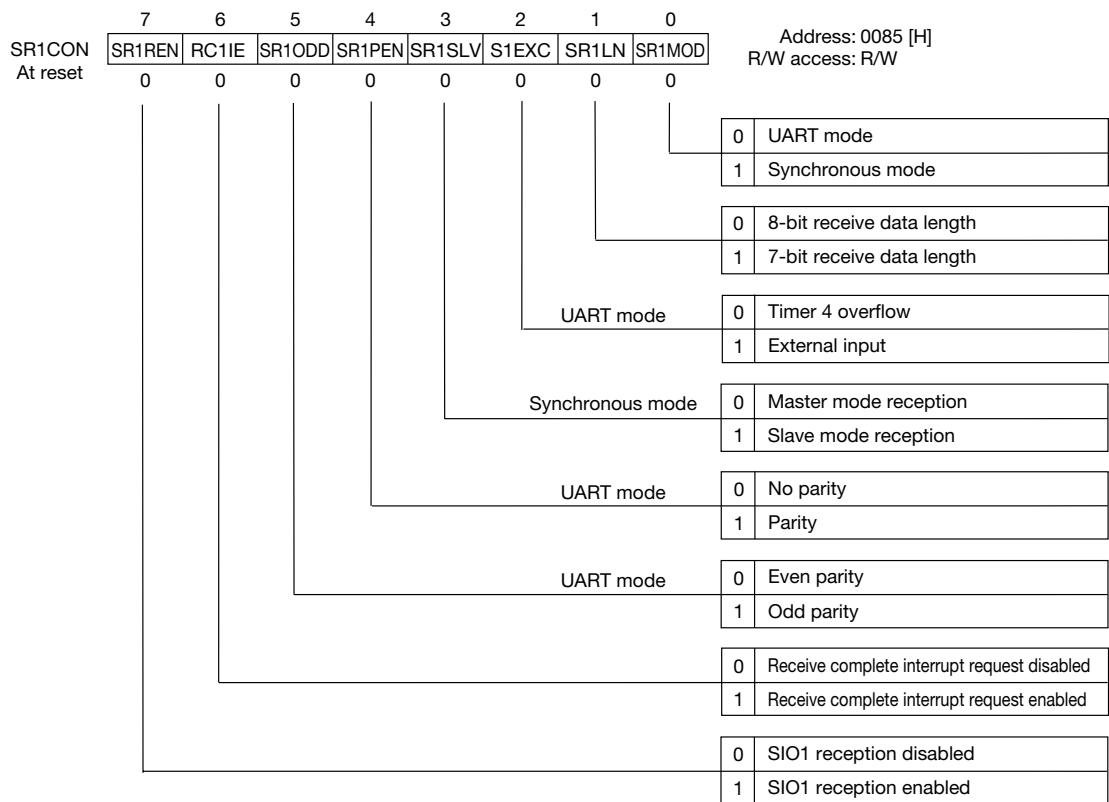 7 6 5 4 3 2 1 0
SR1CON SR1REN RC1IE SR1ODD SR1PEN SR1SLV S1EXC SR1LN SR1MOD
At reset 0 0 0 0 0 0 0 0
Address: 0085 [H]
R/W access: R/W
0 UART mode
1 Synchronous mode
0 8-bit receive data length
1 7-bit receive data length
UART mode
0 Timer 4 overflow
1 External input
Synchronous mode
0 Master mode reception
1 Slave mode reception
UART mode
0 No parity
1 Parity
UART mode
0 Even parity
1 Odd parity
0 Receive complete interrupt request disabled
1 Receive complete interrupt request enabled
0 SIO1 reception disabled
1 SIO1 reception enabled